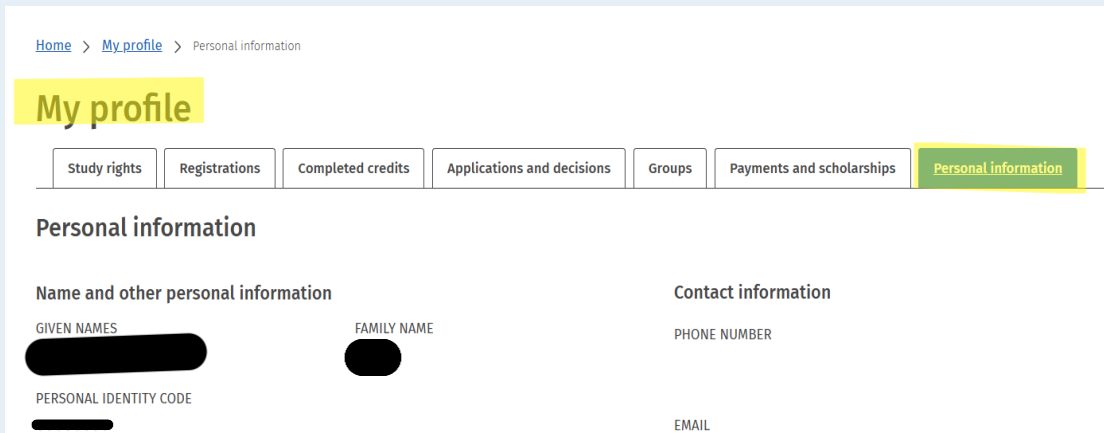 Home > My profile > Personal information
My profile
Study rights Registrations Completed credits Applications and decisions Groups Payments and scholarships Personal information
Personal information
Name and other personal information
GIVEN NAMES FAMILY NAME
PERSONAL IDENTITY CODE
Contact information
PHONE NUMBER
EMAIL